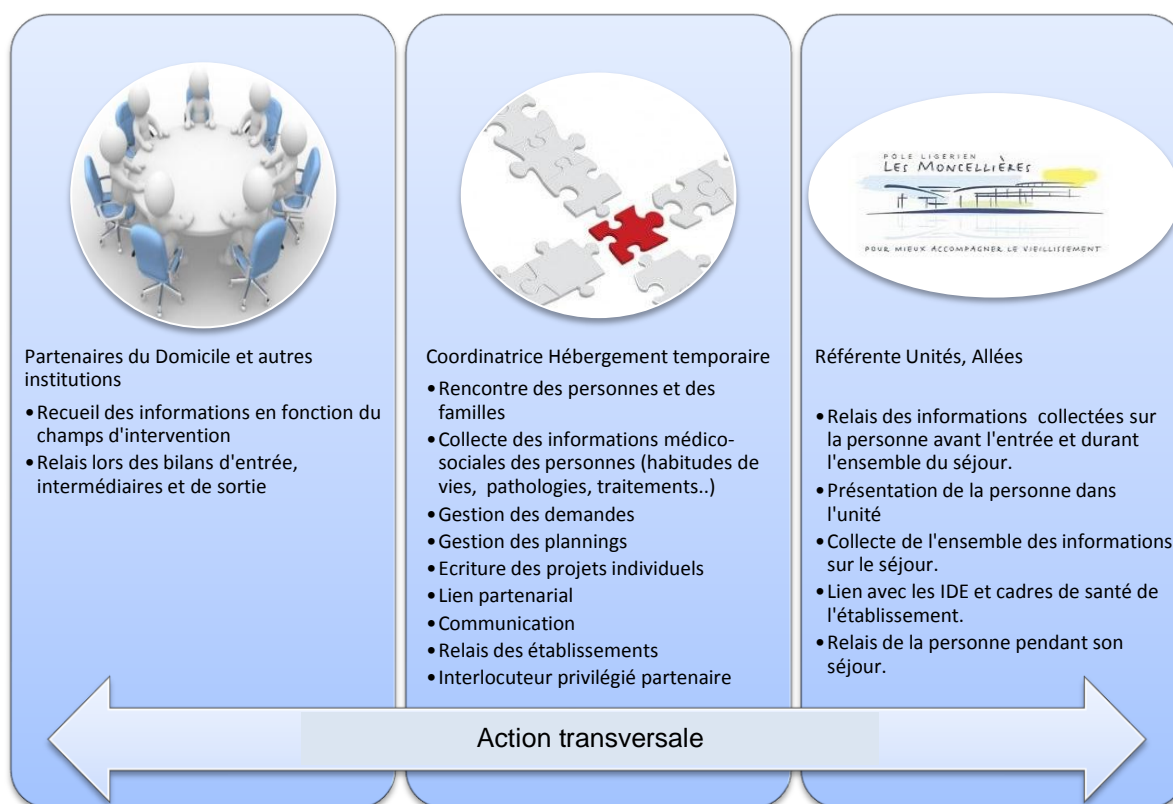 Partenaires du Domicile et autres
institutions
•Recueil des informations en fonction du
champs d'intervention
•Relais lors des bilans d'entrée,
intermédiaires et de sortie
Coordinatrice Hébergement temporaire
•Rencontre des personnes et des
familles
•Collecte des informations médico-
sociales des personnes (habitudes de
vies, pathologies, traitements..)
•Gestion des demandes
•Gestion des plannings
•Ecriture des projets individuels
•Lien partenarial
•Communication
•Relais des établissements
•Interlocuteur privilégié partenaire
PÔLE LIGERIEN
LES MONCELLIÈRES
POUR MIEUX ACCOMPAGNER LE VIEILLISSEMENT
Référente Unités, Allées
•Relais des informations collectées sur
la personne avant l'entrée et durant
l'ensemble du séjour.
•Présentation de la personne dans
l'unité
•Collecte de l'ensemble des informations
sur le séjour.
•Lien avec les IDE et cadres de santé de
l'établissement.
•Relais de la personne pendant son
séjour.
Action transversale